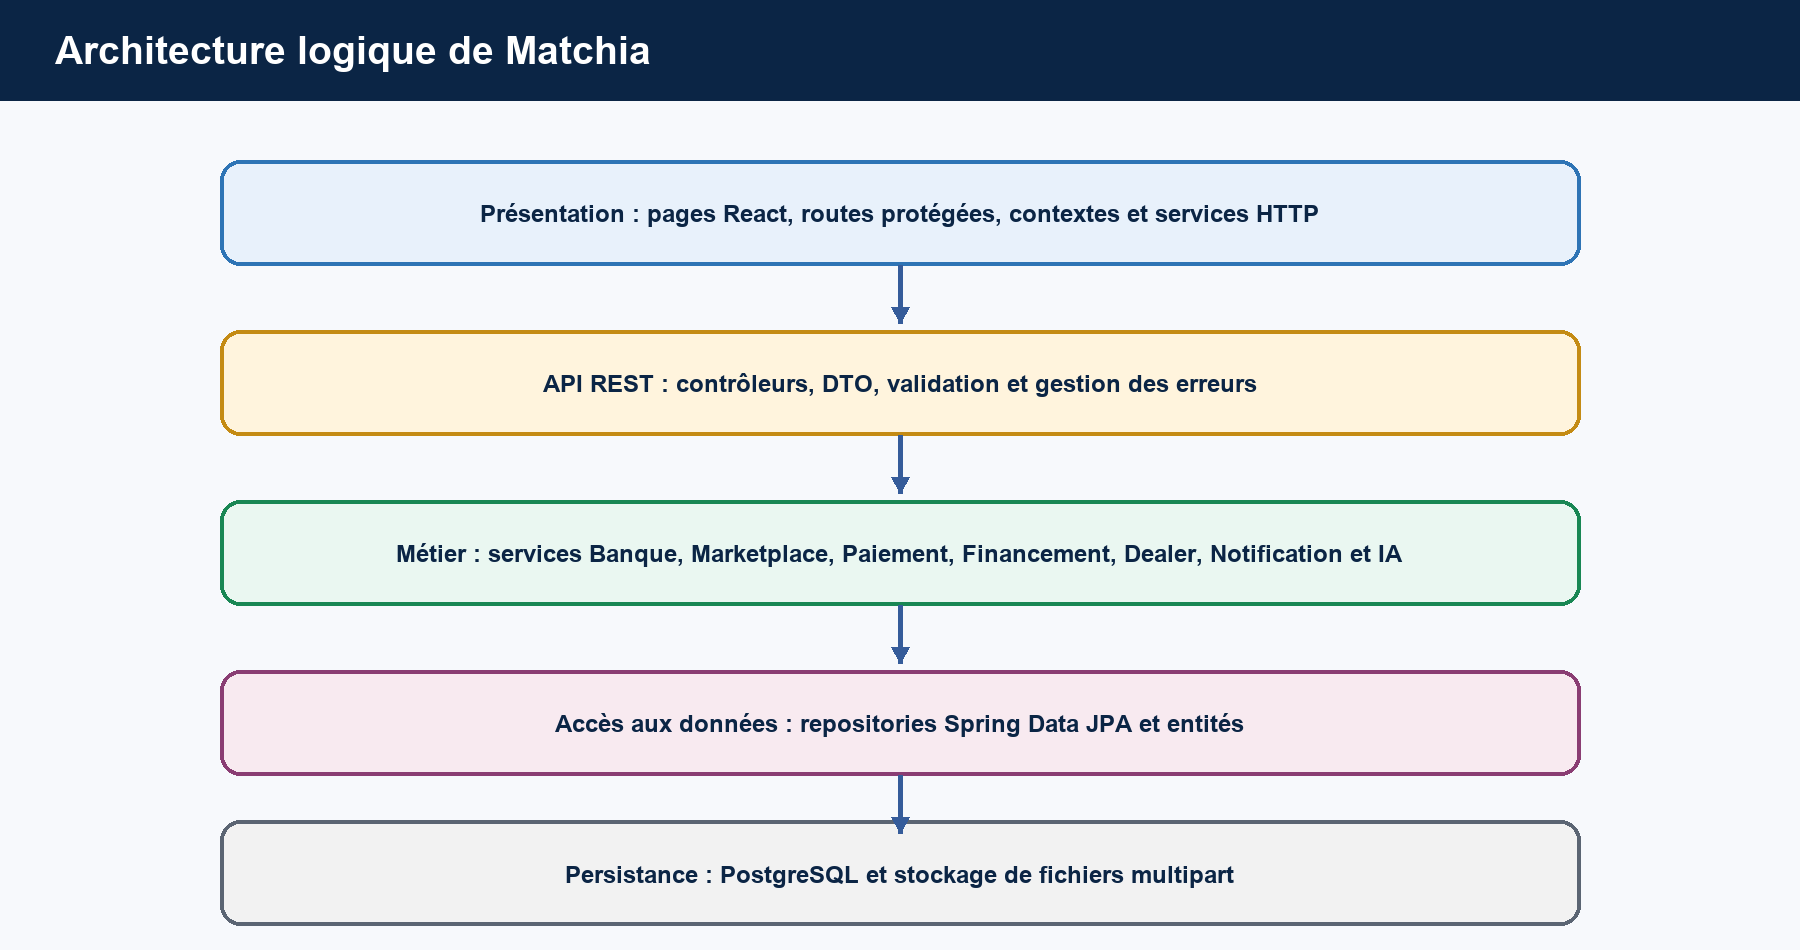 Architecture logique de Matchia
Présentation : pages React, routes protégées, contextes et services HTTP
API REST : contrôleurs, DTO, validation et gestion des erreurs
Métier : services Banque, Marketplace, Paiement, Financement, Dealer, Notification et IA
Accès aux données : repositories Spring Data JPA et entités
Persistance : PostgreSQL et stockage de fichiers multipart